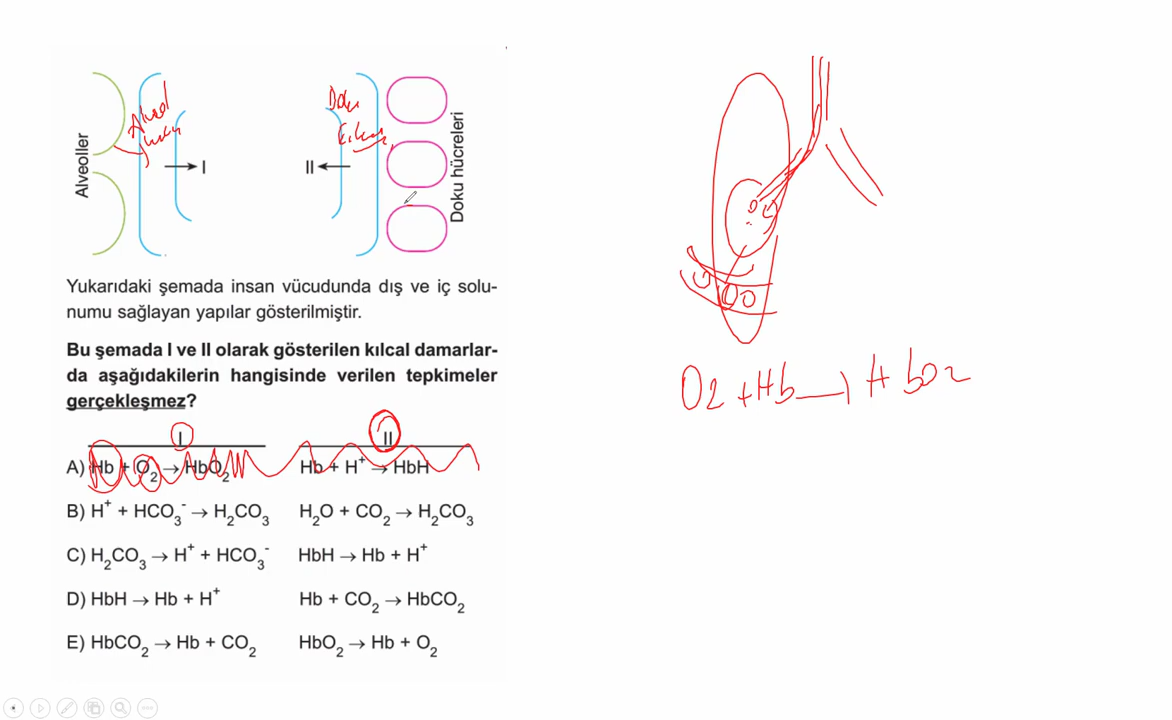 Alveoller
I
II
Doku hücreleri
Doku
Yukarıdaki şemada insan vücudunda dış ve iç solu-
numu sağlayan yapılar gösterilmiştir.
Bu şemada I ve II olarak gösterilen kılcal damarlar-
da aşağıdakilerin hangisinde verilen tepkimeler
gerçekleşmez?
I II
A) Hb + O₂ → HbO₂ Hb + H⁺ → HbH
B) H⁺ + HCO₃⁻ → H₂CO₃ H₂O + CO₂ → H₂CO₃
C) H₂CO₃ → H⁺ + HCO₃⁻ HbH → Hb + H⁺
D) HbH → Hb + H⁺ Hb + CO₂ → HbCO₂
E) HbCO₂ → Hb + CO₂ HbO₂ → Hb + O₂
O₂ + Hb → HbO₂